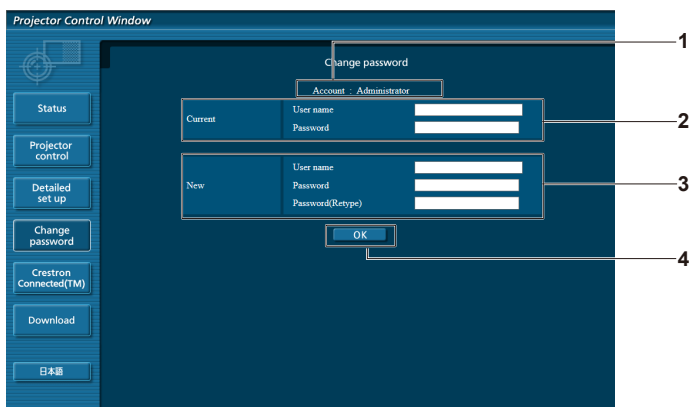 Projector Control Window
1
Change password
Account : Administrator
Status
Current
User name
Password
2
Projector
control
New
User name
Password
Password(Retype)
3
Detailed
set up
Change
password
OK
4
Crestron
Connected(TM)
Download
日本語